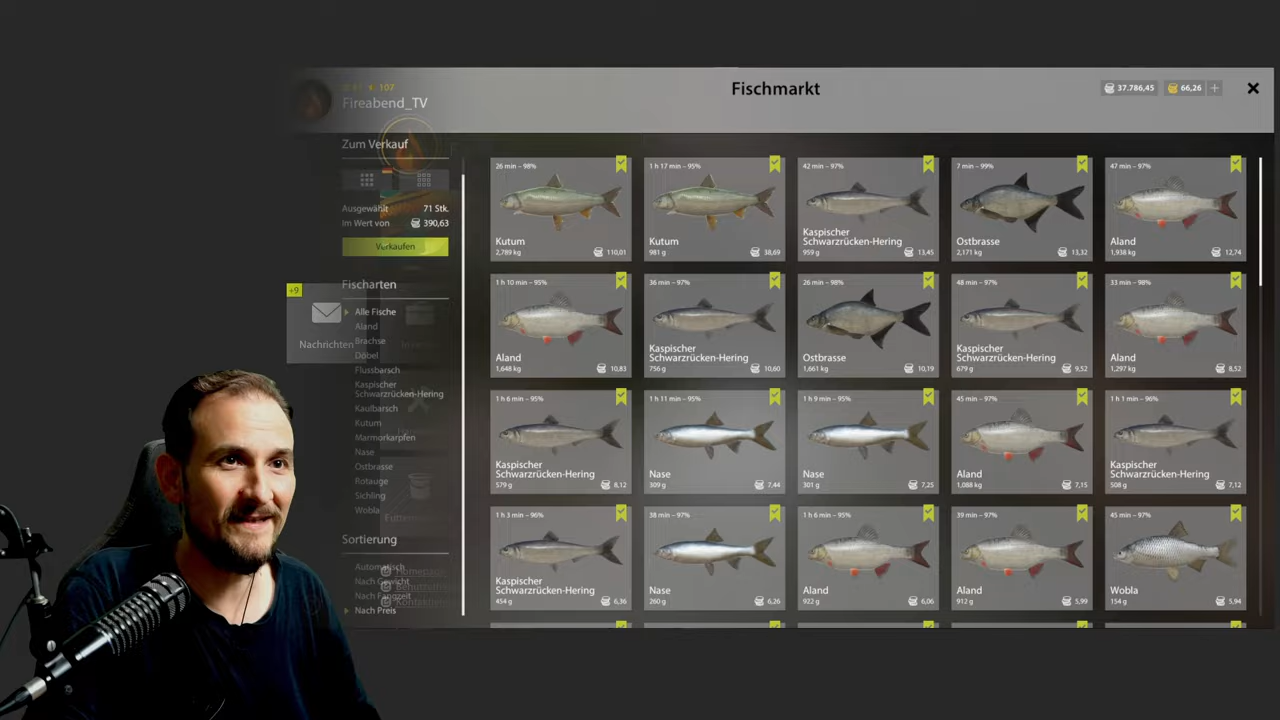 107
Fireabend_TV
Fischmarkt
37.786,45
66,26
+
Zum Verkauf
Ausgewählt 71 Stk.
Im Wert von 390,63
Verkaufen
+9
Nachrichten
Fischarten
Alle Fische
Aland
Brachse
Döbel
Flussbarsch
Kaspischer
Schwarzrücken-Hering
Kaulbarsch
Kutum
Marmorkarpfen
Nase
Ostbrasse
Rotauge
Sichling
Wobla
Sortierung
Automatisch
Nach Gewicht
Nach Fangzeit
Nach Preis
26 min – 98%
Kutum
2,789 kg 110,01
1 h 17 min – 95%
Kutum
981 g 38,69
42 min – 97%
Kaspischer
Schwarzrücken-Hering
959 g 13,45
7 min – 99%
Ostbrasse
2,171 kg 13,32
47 min – 97%
Aland
1,938 kg 12,74
1 h 10 min – 95%
Aland
1,648 kg 10,83
36 min – 97%
Kaspischer
Schwarzrücken-Hering
756 g 10,60
26 min – 98%
Ostbrasse
1,661 kg 10,19
48 min – 97%
Kaspischer
Schwarzrücken-Hering
679 g 9,52
33 min – 98%
Aland
1,297 kg 8,52
1 h 6 min – 95%
Kaspischer
Schwarzrücken-Hering
579 g 8,12
1 h 11 min – 95%
Nase
309 g 7,44
1 h 9 min – 95%
Nase
301 g 7,25
45 min – 97%
Aland
1,088 kg 7,15
1 h 1 min – 96%
Kaspischer
Schwarzrücken-Hering
508 g 7,12
1 h 3 min – 96%
Kaspischer
Schwarzrücken-Hering
454 g 6,36
38 min – 97%
Nase
260 g 6,26
1 h 6 min – 95%
Aland
922 g 6,06
39 min – 97%
Aland
912 g 5,99
45 min – 97%
Wobla
154 g 5,94